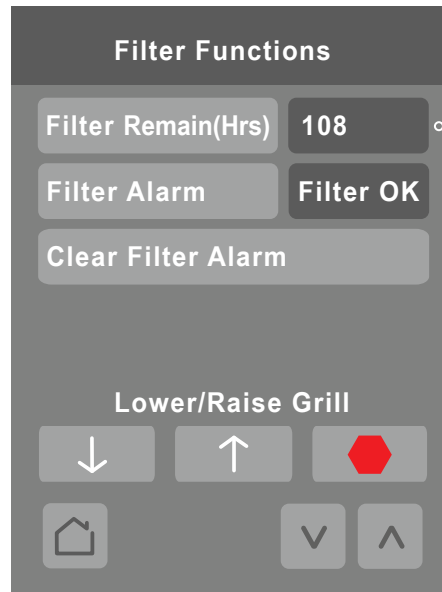 Filter Functions
Filter Remain(Hrs) 108
Filter Alarm Filter OK
Clear Filter Alarm
Lower/Raise Grill